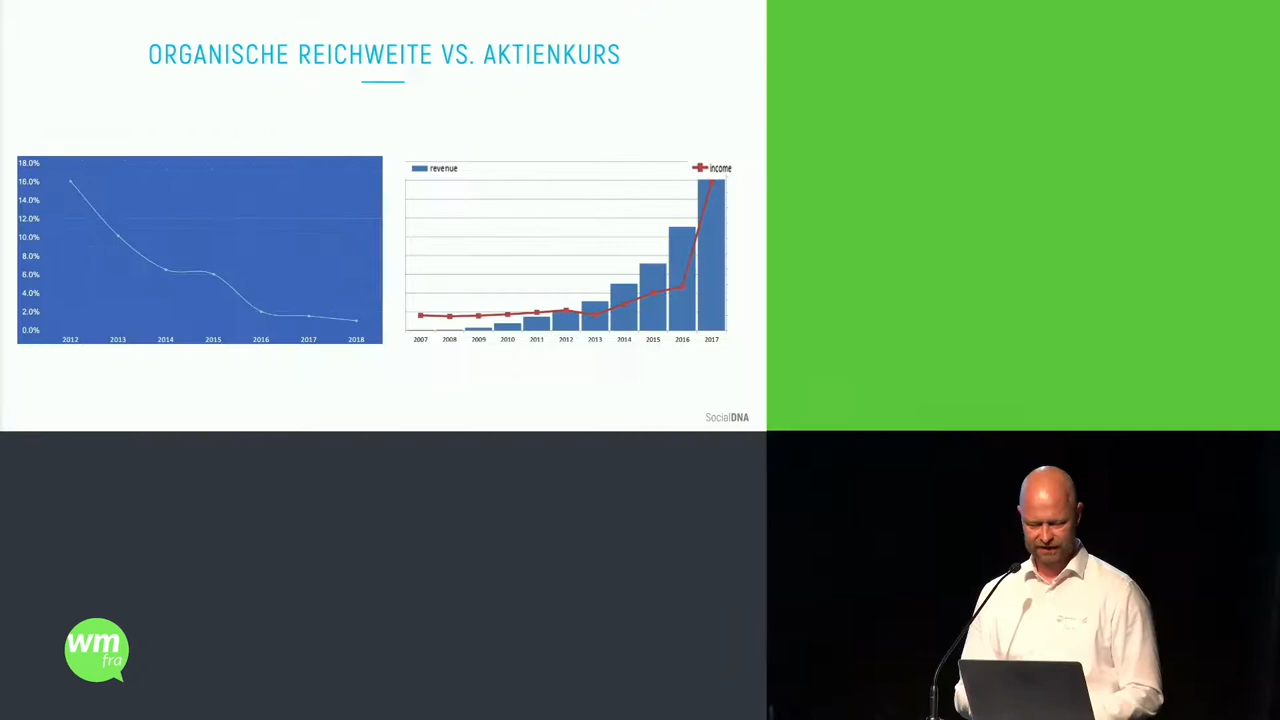 ORGANISCHE REICHWEITE VS. AKTIENKURS
18.0%
16.0%
14.0%
12.0%
10.0%
8.0%
6.0%
4.0%
2.0%
0.0%
2012 2013 2014 2015 2016 2017 2018
revenue income
2007 2008 2009 2010 2011 2012 2013 2014 2015 2016 2017
SocialDNA
wm
fra